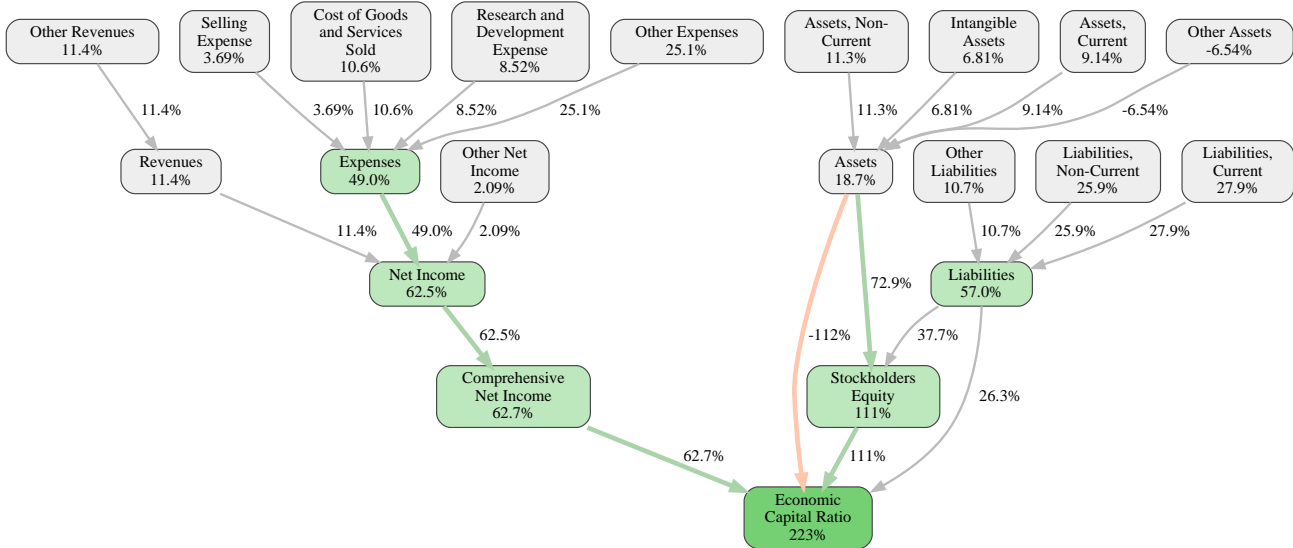 Other Revenues
11.4%
Selling
Expense
3.69%
Cost of Goods
and Services
Sold
10.6%
Research and
Development
Expense
8.52%
Other Expenses
25.1%
Assets, Non-
Current
11.3%
Intangible
Assets
6.81%
Assets,
Current
9.14%
Other Assets
-6.54%
11.4%
3.69%
10.6%
8.52%
25.1%
11.3%
6.81%
9.14%
-6.54%
Revenues
11.4%
Expenses
49.0%
Other Net
Income
2.09%
Assets
18.7%
Other
Liabilities
10.7%
Liabilities,
Non-Current
25.9%
Liabilities,
Current
27.9%
11.4%
49.0%
2.09%
10.7%
25.9%
27.9%
Net Income
62.5%
72.9%
Liabilities
57.0%
62.5%
-112%
37.7%
Comprehensive
Net Income
62.7%
Stockholders
Equity
111%
26.3%
62.7%
111%
Economic
Capital Ratio
223%